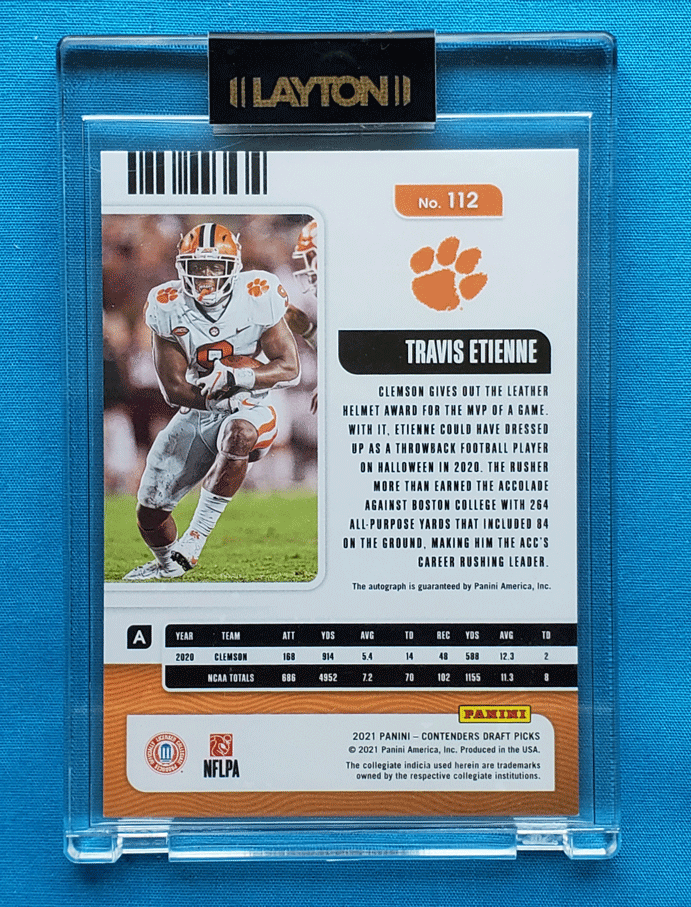 LAYTON
No. 112
TRAVIS ETIENNE
CLEMSON GIVES OUT THE LEATHER
HELMET AWARD FOR THE MVP OF A GAME.
WITH IT, ETIENNE COULD HAVE DRESSED
UP AS A THROWBACK FOOTBALL PLAYER
ON HALLOWEEN IN 2020. THE RUSHER
MORE THAN EARNED THE ACCOLADE
AGAINST BOSTON COLLEGE WITH 264
ALL-PURPOSE YARDS THAT INCLUDED 84
ON THE GROUND, MAKING HIM THE ACC'S
CAREER RUSHING LEADER.
The autograph is guaranteed by Panini America, Inc.
9
9
A
YEAR TEAM ATT YDS AVG TD REC YDS AVG TD
2020 CLEMSON 168 914 5.4 14 48 588 12.3 2
NCAA TOTALS 686 4952 7.2 70 102 1155 11.3 8
PANINI
2021 PANINI – CONTENDERS DRAFT PICKS
© 2021 Panini America, Inc. Produced in the USA.
The collegiate indicia used herein are trademarks
owned by the respective collegiate institutions.
OFFICIALLY LICENSED COLLEGIATE PRODUCTS
NFLPA